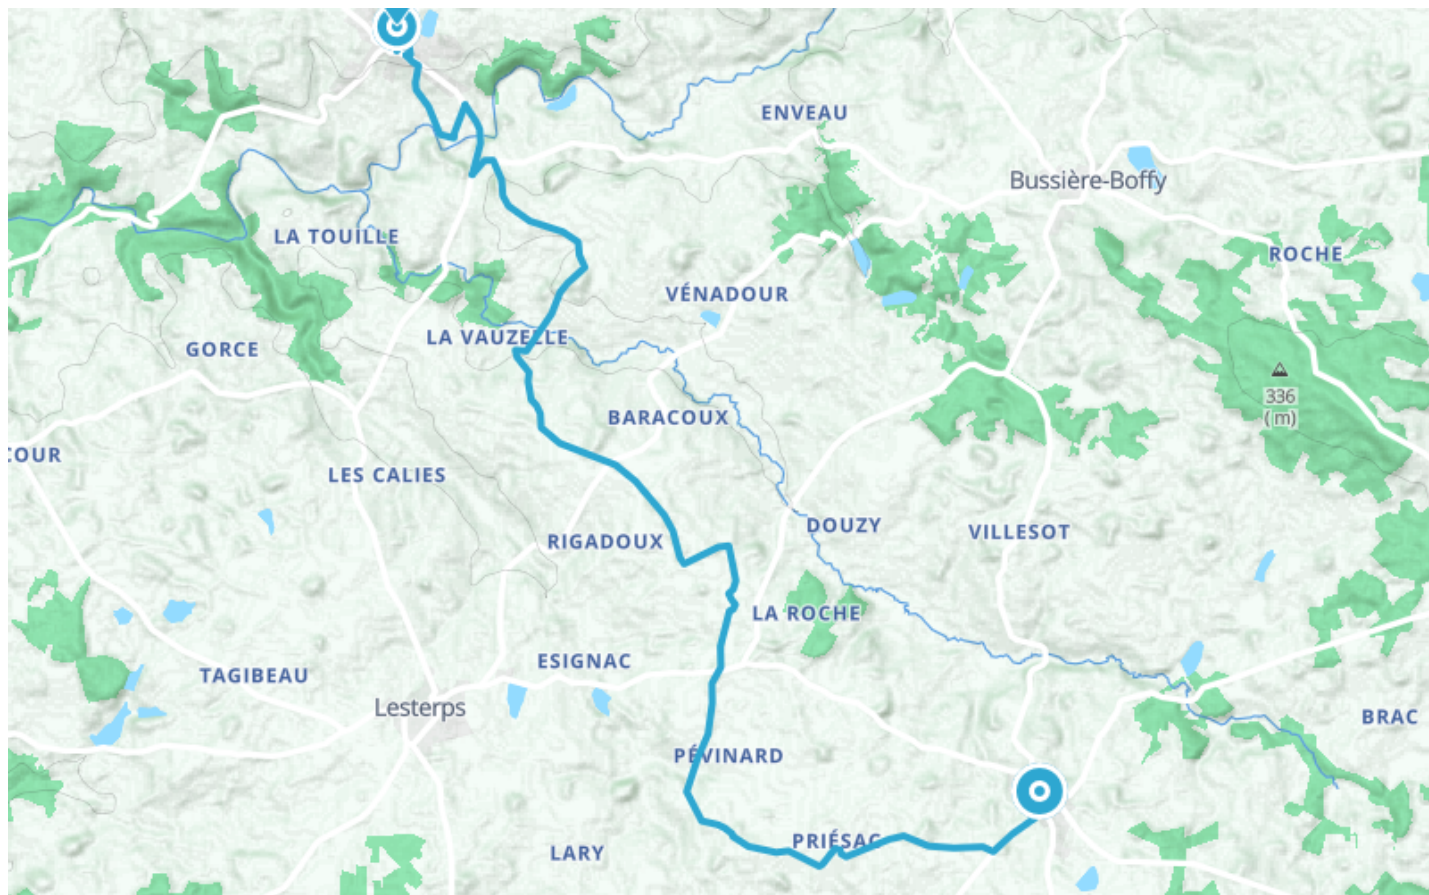 ENVEAU
Bussière-Boffy
LA TOUILLE
ROCHE
VÉNADOUR
LA VAUZELLE
GORCE
336
( m)
BARACOUX
COUR
LES CALIES
DOUZY
VILLESOT
RIGADOUX
LA ROCHE
ESIGNAC
TAGIBEAU
Lesterps
BRAC
PÉVINARD
PRIÉSAC
LARY